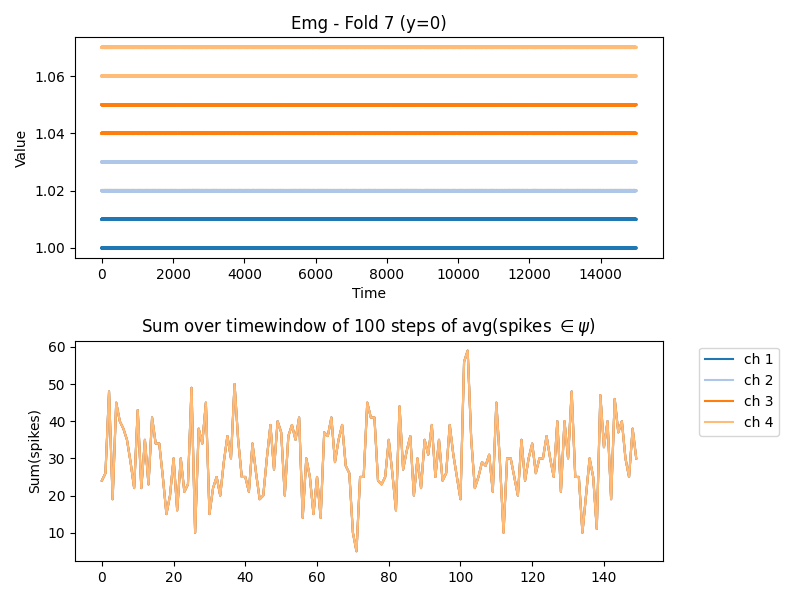 Emg - Fold 7 (y=0)
Value
1.06
1.04
1.02
1.00
0 2000 4000 6000 8000 10000 12000 14000
Time
Sum over timewindow of 100 steps of avg(spikes ∈ ψ)
Sum(spikes)
60
50
40
30
20
10
0 20 40 60 80 100 120 140
ch 1
ch 2
ch 3
ch 4